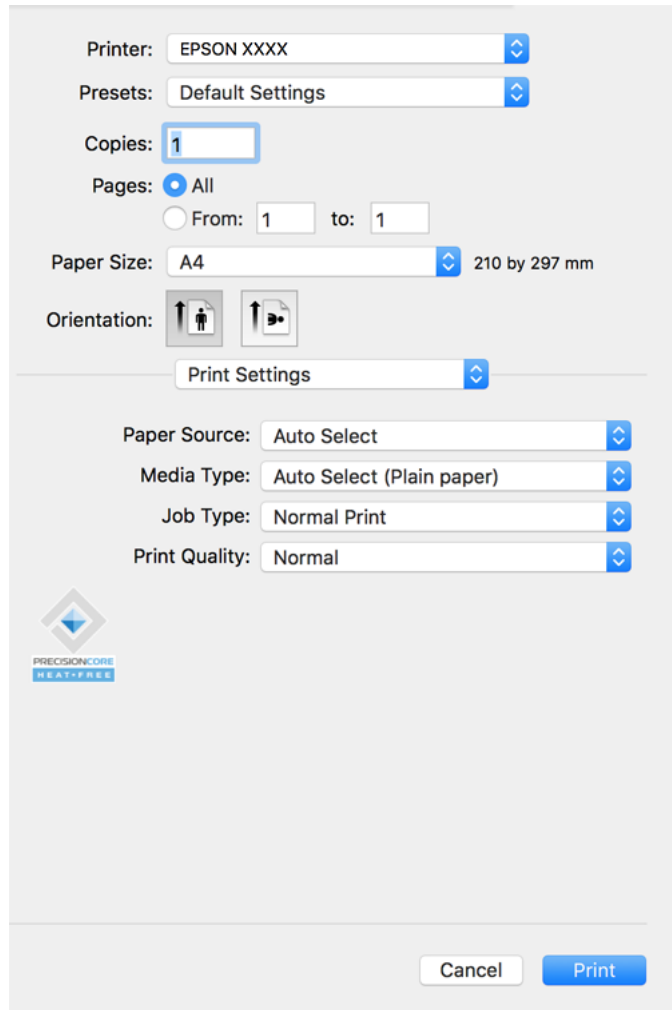 Printer: EPSON XXXX
Presets: Default Settings
Copies: 1
Pages: All
From: 1 to: 1
Paper Size: A4 210 by 297 mm
Orientation:
Print Settings
Paper Source: Auto Select
Media Type: Auto Select (Plain paper)
Job Type: Normal Print
Print Quality: Normal
PRECISIONCORE
HEAT-FREE
Cancel Print